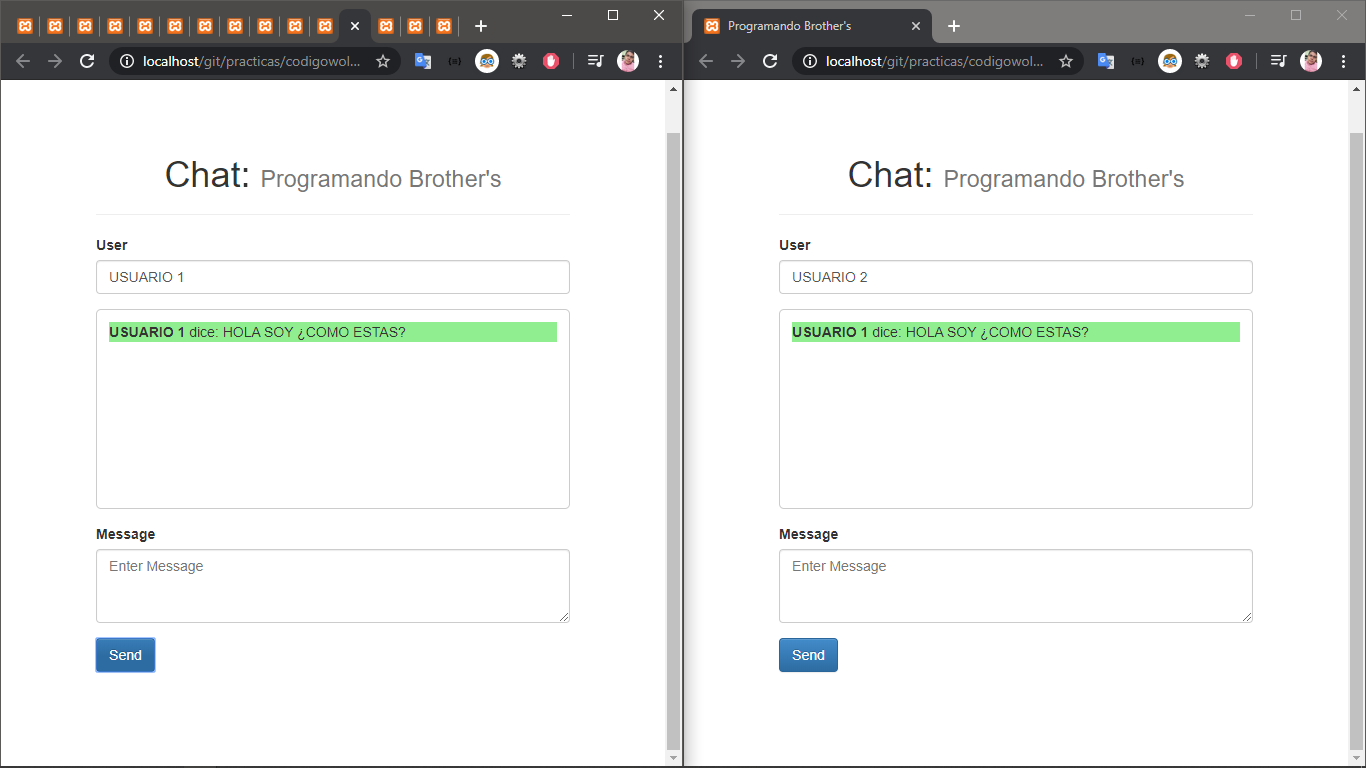 Programando Brother's
localhost/git/practicas/codigowol...
localhost/git/practicas/codigowol...
Chat: Programando Brother's
User
USUARIO 1
USUARIO 1 dice: HOLA SOY ¿COMO ESTAS?
Message
Enter Message
Send
Chat: Programando Brother's
User
USUARIO 2
USUARIO 1 dice: HOLA SOY ¿COMO ESTAS?
Message
Enter Message
Send